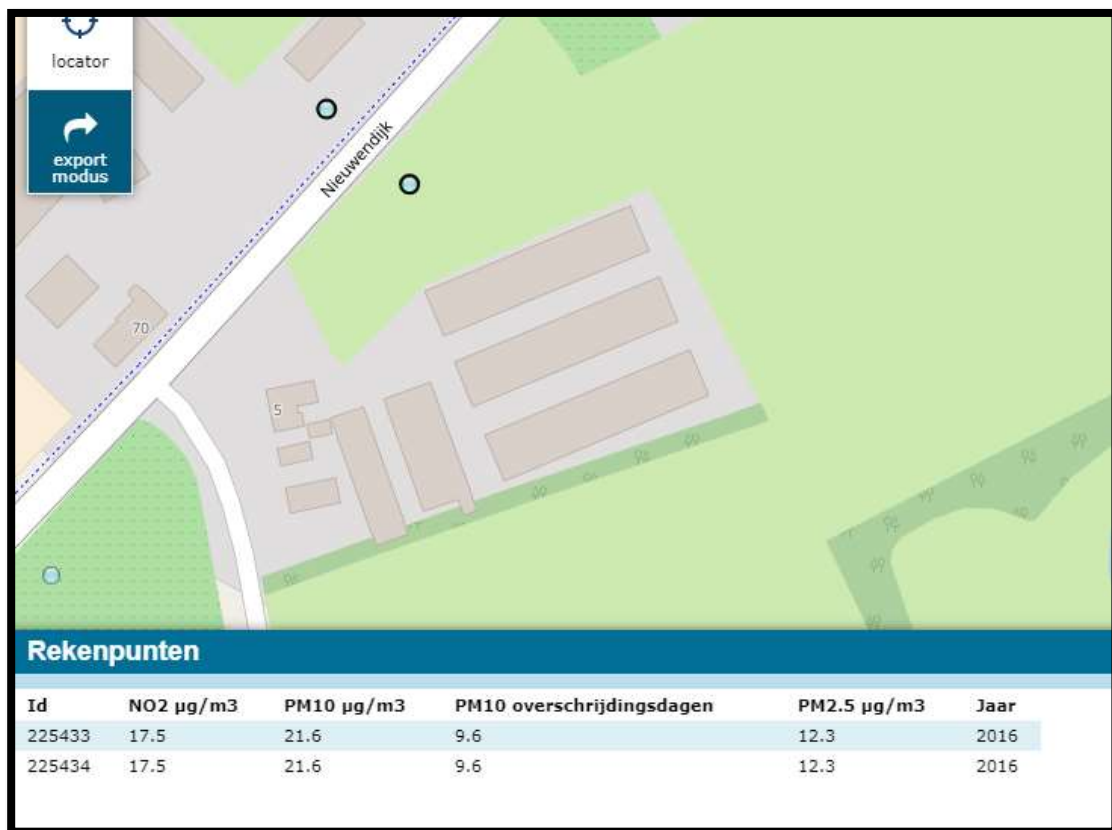 locator
export
modus
Nieuwendijk
70
5
Rekenpunten
Id NO2 µg/m3 PM10 µg/m3 PM10 overschrijdingsdagen PM2.5 µg/m3 Jaar
225433 17.5 21.6 9.6 12.3 2016
225434 17.5 21.6 9.6 12.3 2016